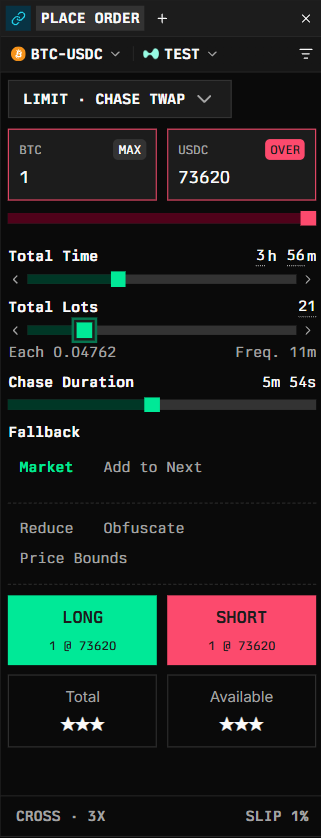 PLACE ORDER
BTC-USDC TEST
LIMIT · CHASE TWAP
BTC MAX USDC OVER
1 73620
Total Time 3h 56m
Total Lots 21
Each 0.04762 Freq. 11m
Chase Duration 5m 54s
Fallback
Market Add to Next
Reduce Obfuscate
Price Bounds
LONG SHORT
1 @ 73620 1 @ 73620
Total Available
★★★ ★★★
CROSS · 3X SLIP 1%